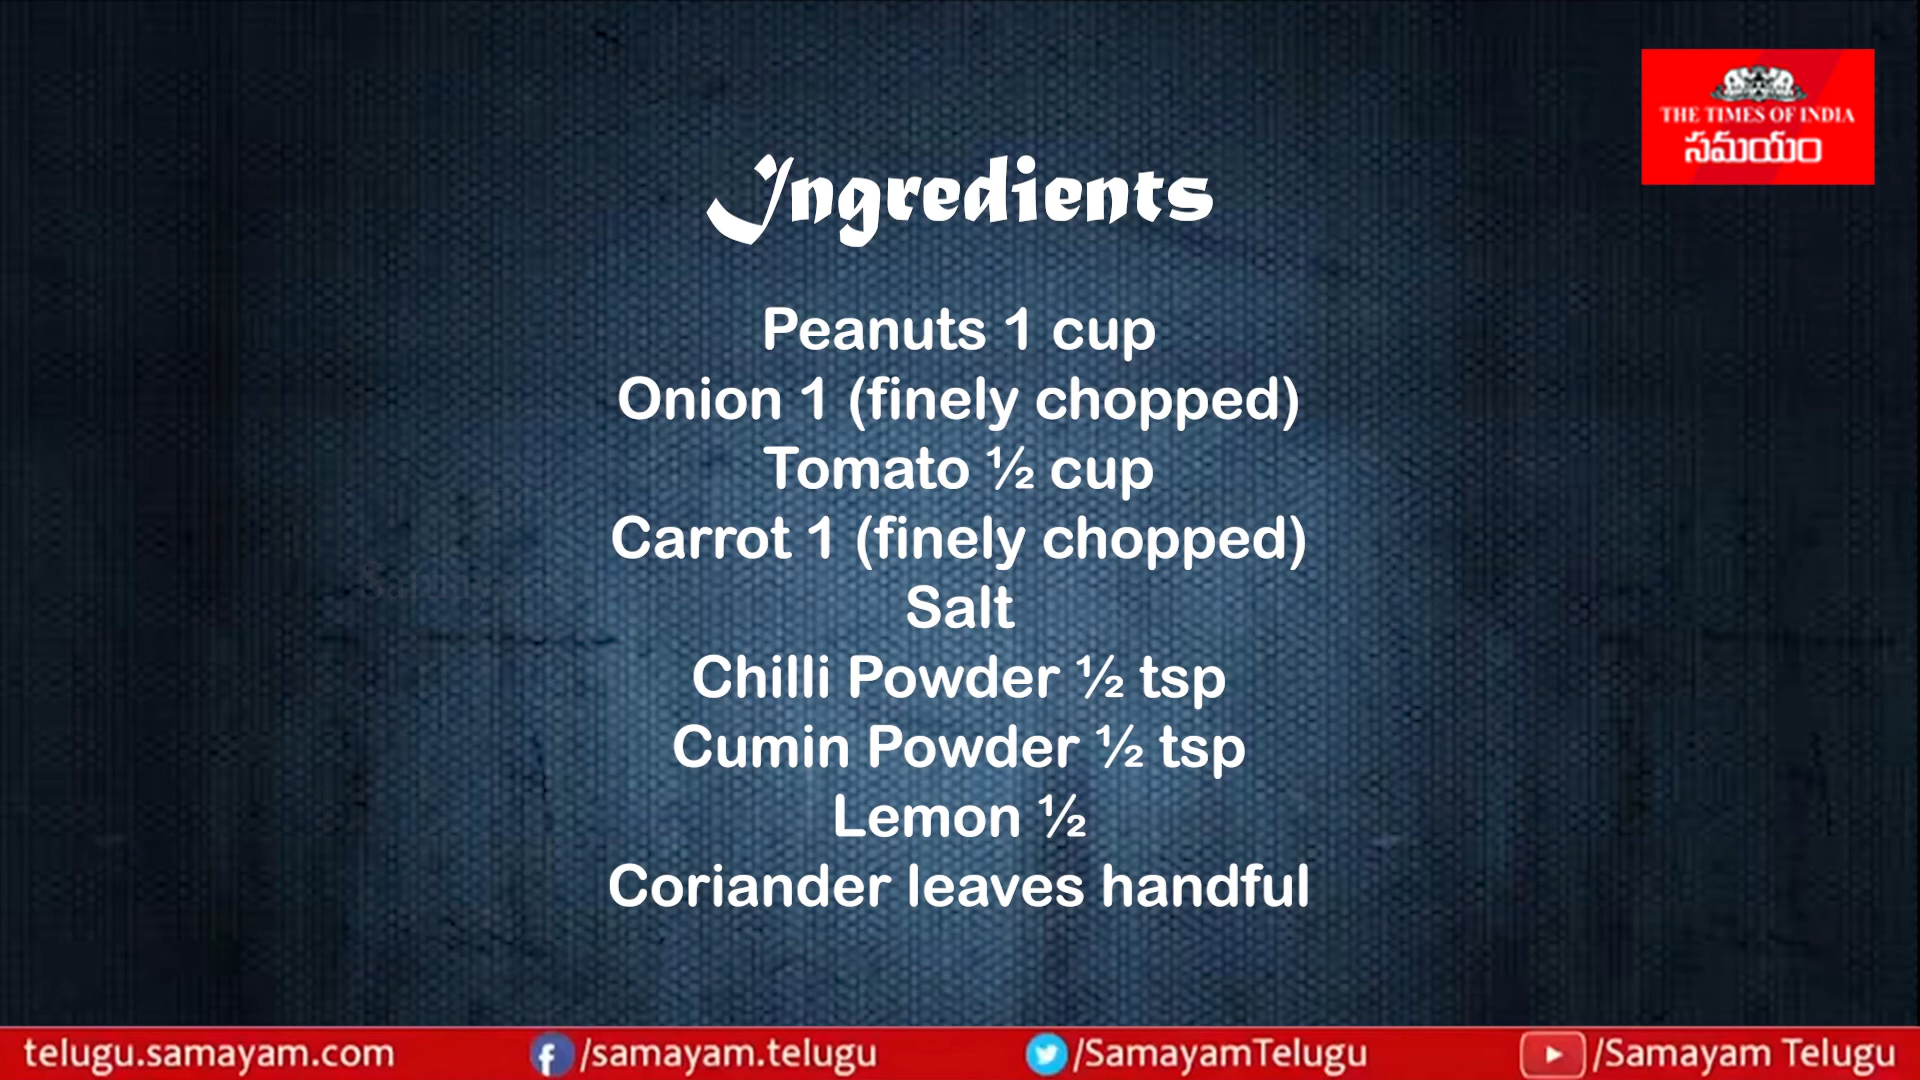 THE TIMES OF INDIA
సమయం
Ingredients
Peanuts 1 cup
Onion 1 (finely chopped)
Tomato ½ cup
Carrot 1 (finely chopped)
Salt
Chilli Powder ½ tsp
Cumin Powder ½ tsp
Lemon ½
Coriander leaves handful
telugu.samayam.com /samayam.telugu /SamayamTelugu /Samayam Telugu